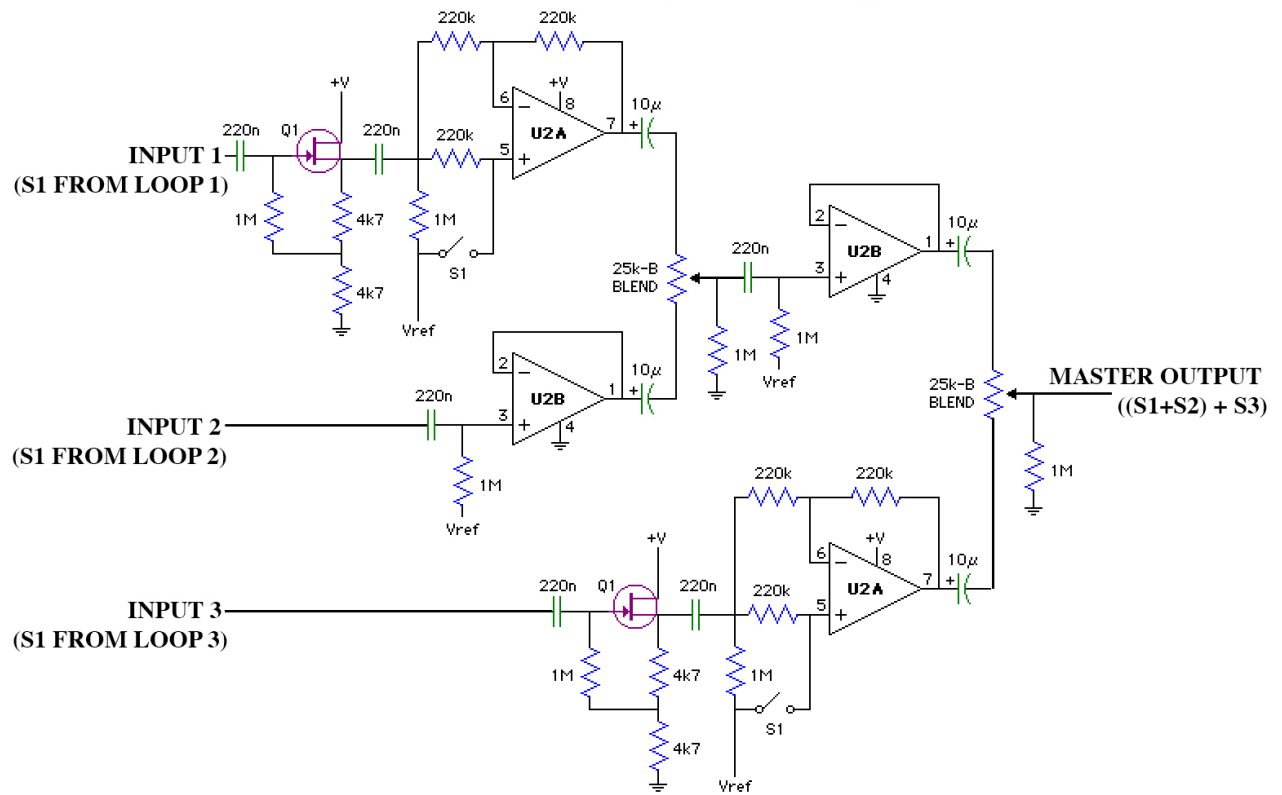 220k
220k
+V
+V
6
8
10µ
220n
Q1
220n
220k
−
+
7
U2A
5
+
INPUT 1
(S1 FROM LOOP 1)
1M
4k7
1M
S1
4k7
Vref
2
−
10µ
+
1
220n
U2B
3
+
4
25k-B
BLEND
1M
1M
Vref
2
−
10µ
+
1
220n
U2B
3
+
4
INPUT 2
(S1 FROM LOOP 2)
1M
Vref
25k-B
BLEND
MASTER OUTPUT
((S1+S2) + S3)
1M
220k
220k
+V
+V
6
8
10µ
220n
Q1
220n
220k
−
+
7
U2A
5
+
INPUT 3
(S1 FROM LOOP 3)
1M
4k7
1M
S1
4k7
Vref